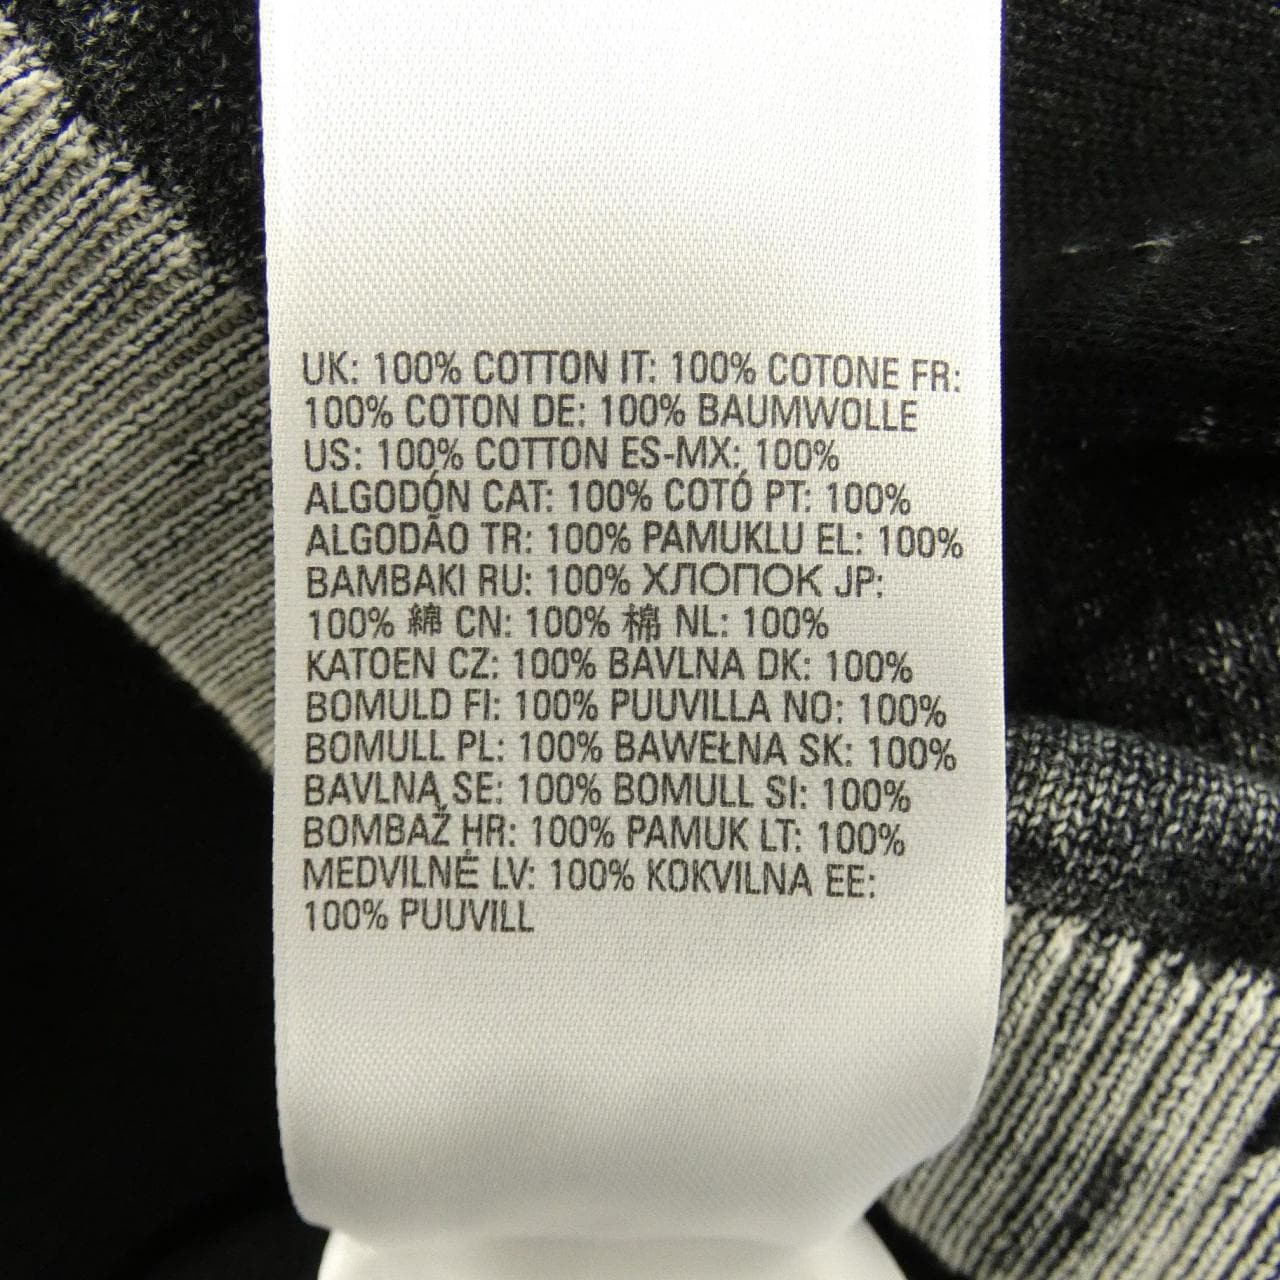 UK: 100% COTTON IT: 100% COTONE FR:
100% COTON DE: 100% BAUMWOLLE
US: 100% COTTON ES-MX: 100%
ALGODÓN CAT: 100% COTÓ PT: 100%
ALGODÃO TR: 100% PAMUKLU EL: 100%
BAMBAKI RU: 100% ХЛОПОК JP:
100% 綿 CN: 100% 棉 NL: 100%
KATOEN CZ: 100% BAVLNA DK: 100%
BOMULD FI: 100% PUUVILLA NO: 100%
BOMULL PL: 100% BAWEŁNA SK: 100%
BAVLNA SE: 100% BOMULL SI: 100%
BOMBAŽ HR: 100% PAMUK LT: 100%
MEDVILNĖ LV: 100% KOKVILNA EE:
100% PUUVILL